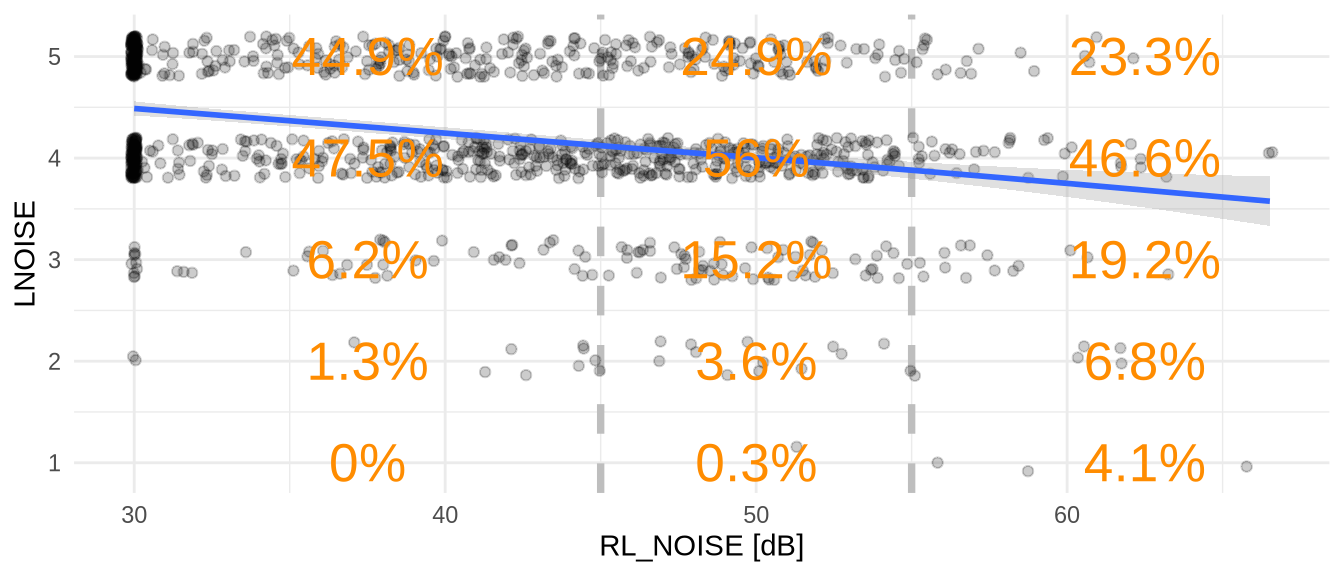 5 44.9% 24.9% 23.3%
4 47.5% 56% 46.6%
LNOISE
3 6.2% 15.2% 19.2%
2 1.3% 3.6% 6.8%
1 0% 0.3% 4.1%
30 40 50 60
RL_NOISE [dB]